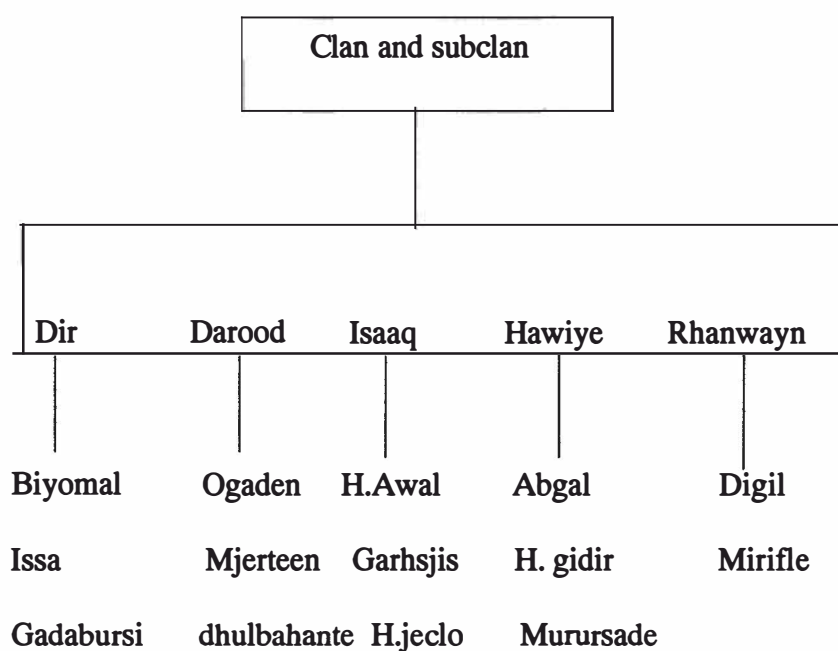 Clan and subclan
Dir Darood Isaaq Hawiye Rhanwayn
Biyomal Ogaden H.Awal Abgal Digil
Issa Mjerteen Garhsjis H. gidir Mirifle
Gadabursi dhulbahante H.jeclo Murursade